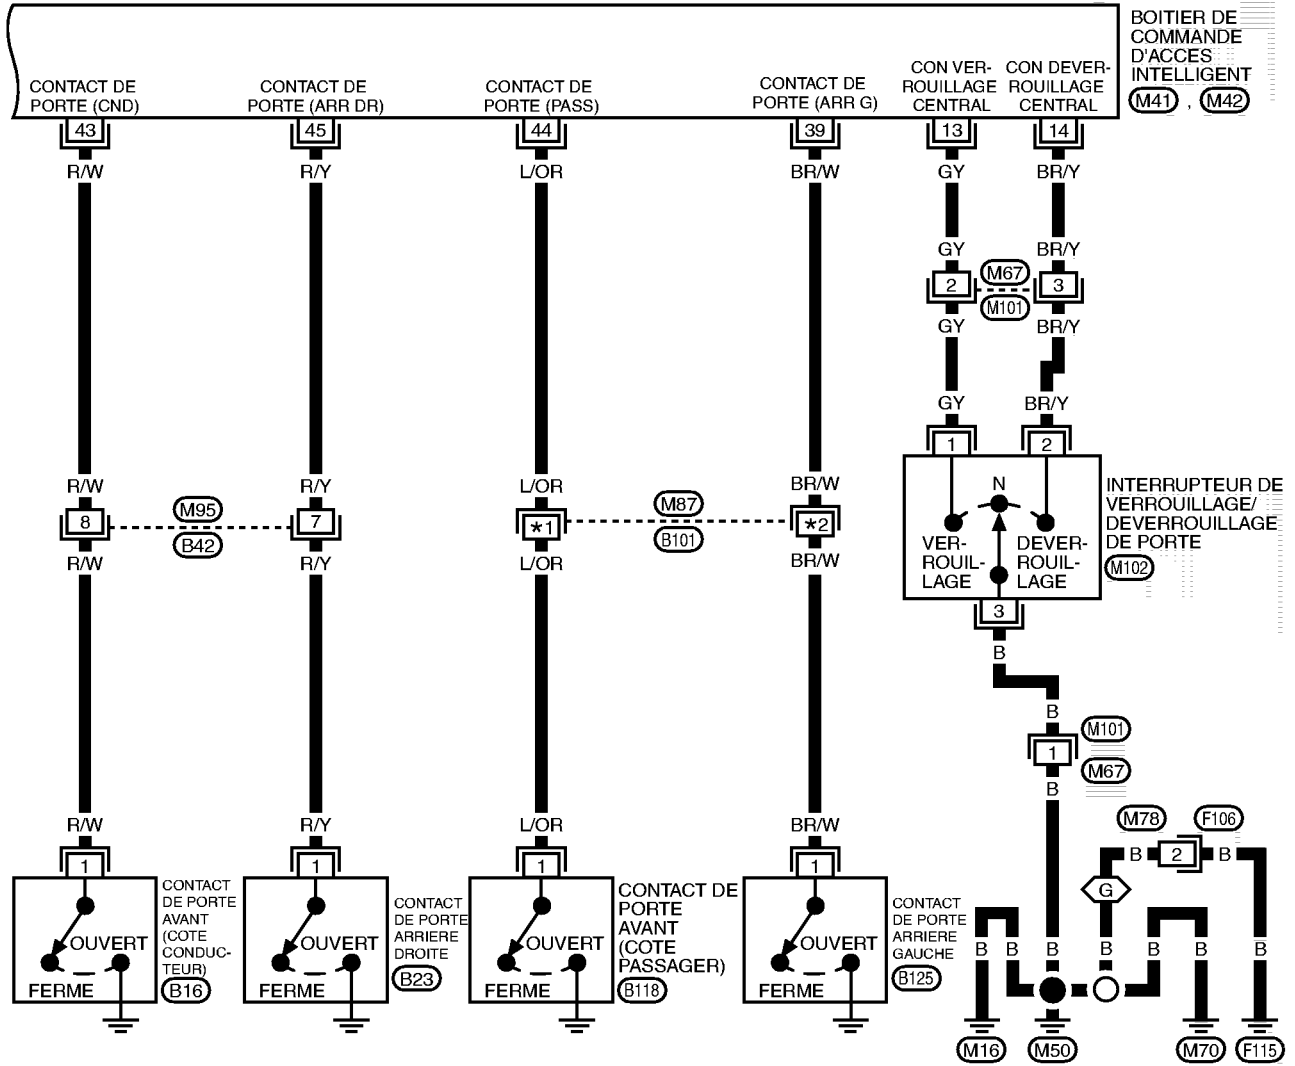 BOITIER DE
COMMANDE
D'ACCES
INTELLIGENT
M41 , M42
CONTACT DE
PORTE (CND)
CONTACT DE
PORTE (ARR DR)
CONTACT DE
PORTE (PASS)
CONTACT DE
PORTE (ARR G)
CON VER-
ROUILLAGE
CENTRAL
CON DEVER-
ROUILLAGE
CENTRAL
43 45 44 39 13 14
R/W R/Y L/OR BR/W GY BR/Y
GY BR/Y
M67
2 3
M101
GY BR/Y
GY BR/Y
1 2
INTERRUPTEUR DE
VERROUILLAGE/
DEVERROUILLAGE
DE PORTE
M102
N
VER-
ROUIL-
LAGE
DEVER-
ROUIL-
LAGE
3
R/W R/Y L/OR BR/W
M95 M87
8 7 *1 *2
B42 B101
R/W R/Y L/OR BR/W
B
B
M101
1
M67
B
R/W R/Y L/OR BR/W
1 1 1 1
CONTACT
DE PORTE
AVANT
(COTE
CONDUC-
TEUR)
B16
OUVERT
FERME
CONTACT
DE PORTE
ARRIERE
DROITE
B23
OUVERT
FERME
CONTACT DE
PORTE
AVANT
(COTE
PASSAGER)
B118
OUVERT
FERME
CONTACT
DE PORTE
ARRIERE
GAUCHE
B125
OUVERT
FERME
M78 F106
B 2 B
G
B B B B B B B
M16 M50 M70 F115